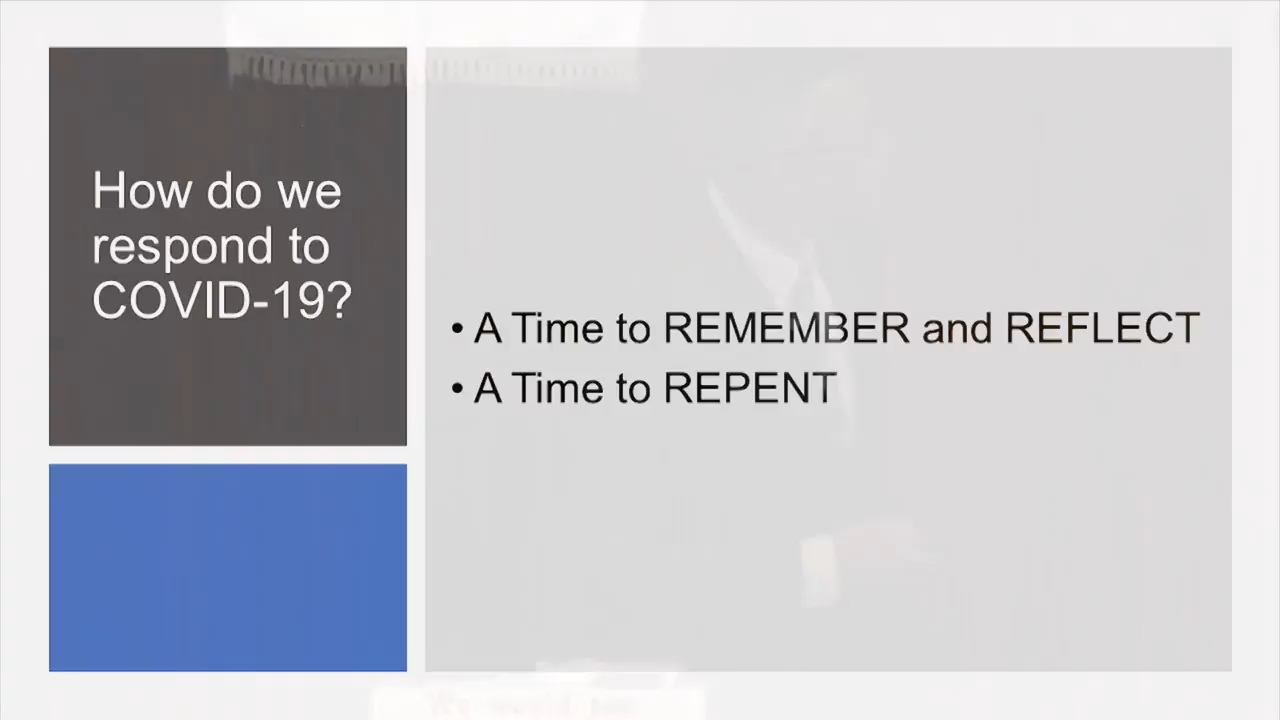 How do we
respond to
COVID-19?
• A Time to REMEMBER and REFLECT
• A Time to REPENT